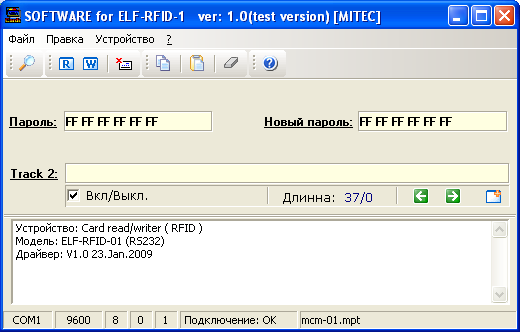 SOFTWARE for ELF-RFID-1 ver: 1.0(test version) [MITEC]
Файл Правка Устройство ?
R W
Пароль: FF FF FF FF FF FF Новый пароль: FF FF FF FF FF FF
Track 2:
Вкл/Выкл. Длинна: 37/0
Устройство: Card read/writer ( RFID )
Модель: ELF-RFID-01 (RS232)
Драйвер: V1.0 23.Jan.2009
COM1 9600 8 0 1 Подключение: OK mcm-01.mpt